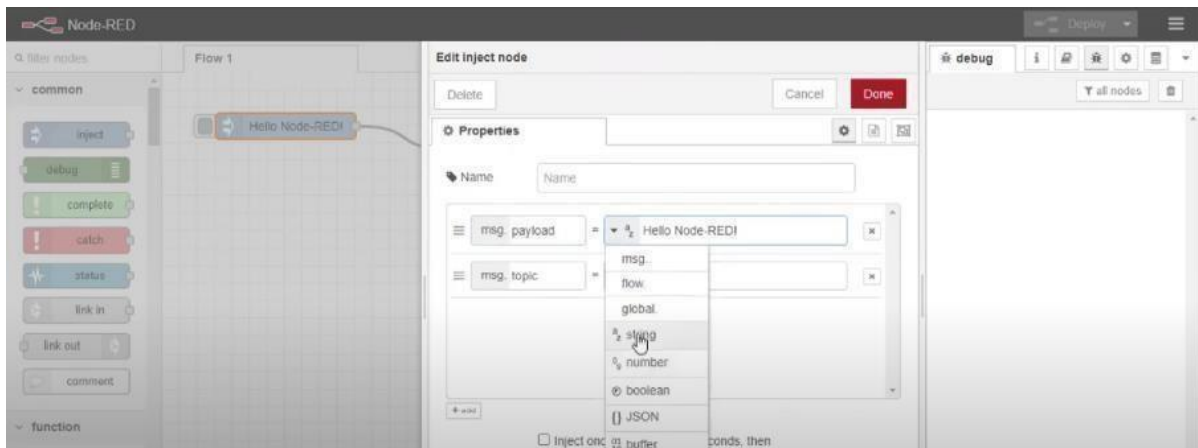 Node-RED
Deploy
filter nodes
common
inject
debug
complete
catch
status
link in
link out
comment
function
Flow 1
Hello Node-RED!
Edit inject node
Delete
Cancel
Done
Properties
Name
Name
msg. payload = Hello Node-RED!
msg. topic =
msg.
flow.
global.
string
number
boolean
{} JSON
buffer
+ add
Inject once
conds, then
debug
all nodes